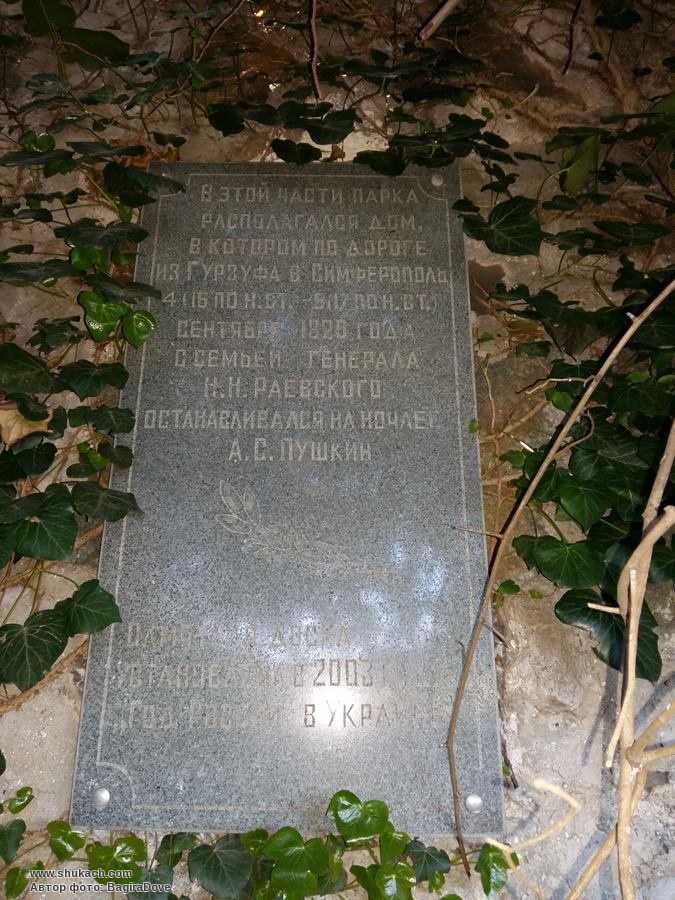 В ЭТОЙ ЧАСТИ ПАРКА
РАСПОЛАГАЛСЯ ДОМ,
В КОТОРОМ ПО ДОРОГЕ
ИЗ ГУРЗУФА В СИМФЕРОПОЛЬ
4 (16 ПО Н.СТ.) - 5 (17 ПО Н.СТ.)
СЕНТЯБРЯ 1820 ГОДА
С СЕМЬЕЙ ГЕНЕРАЛА
Н.Н. РАЕВСКОГО
ОСТАНАВЛИВАЛСЯ НА НОЧЛЕГ
А.С. ПУШКИН
ПАМЯТНАЯ ДОСКА
УСТАНОВЛЕНА В 2003 ГОДУ
"ГОД РОССИИ В УКРАИНЕ"
www.shukach.com
Автор фото: BagiraDove